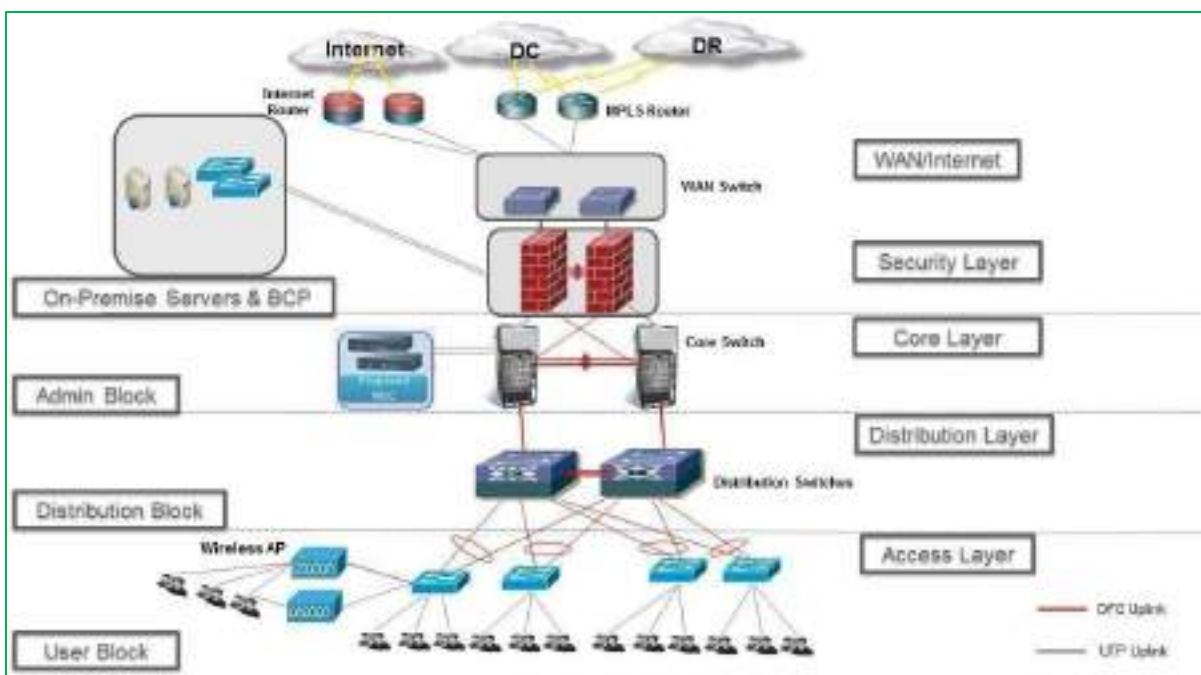 Internet
DC
DR
Internet
Router
MPLS Router
WAN/Internet
WAN Switch
Security Layer
On-Premise Servers & BCP
Core Switch
Core Layer
Admin Block
Distribution Layer
Distribution Switches
Distribution Block
Wireless AP
Access Layer
OFC Uplink
User Block
UTP Uplink